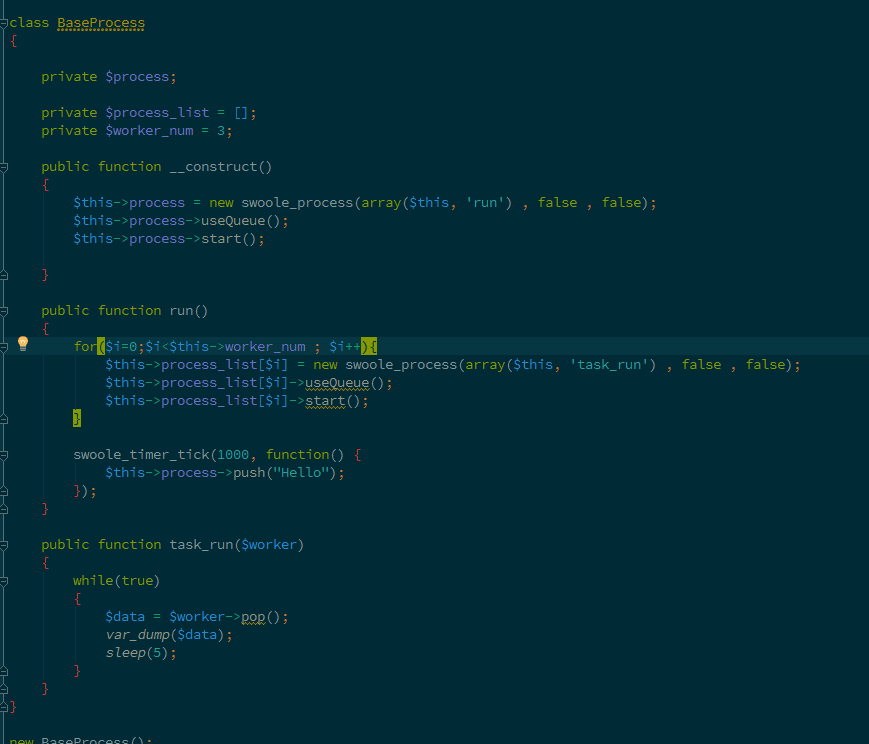 class BaseProcess
{
    private $process;
    private $process_list = [];
    private $worker_num = 3;
    public function __construct()
    {
        $this->process = new swoole_process(array($this, 'run') , false , false);
        $this->process->useQueue();
        $this->process->start();
    }
    public function run()
    {
        for($i=0;$i<$this->worker_num ; $i++){
            $this->process_list[$i] = new swoole_process(array($this, 'task_run') , false , false);
            $this->process_list[$i]->useQueue();
            $this->process_list[$i]->start();
        }
        swoole_timer_tick(1000, function() {
            $this->process->push("Hello");
        });
    }
    public function task_run($worker)
    {
        while(true)
        {
            $data = $worker->pop();
            var_dump($data);
            sleep(5);
        }
    }
}
new BaseProcess();